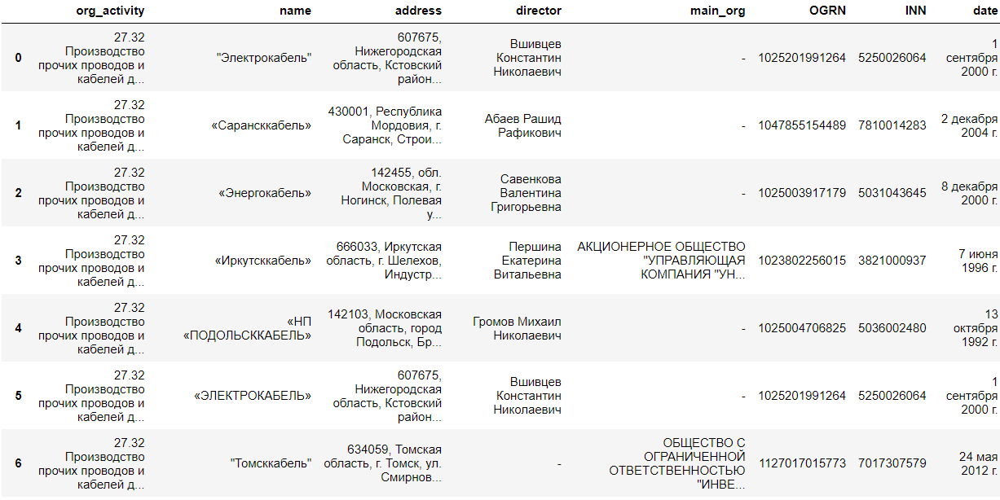 org_activity name address director main_org OGRN INN date
0 27.32 Производство прочих проводов и кабелей д... "Электрокабель" 607675, Нижегородская область, Кстовский район... Вшивцев Константин Николаевич - 1025201991264 5250026064 1 сентября 2000 г.
1 27.32 Производство прочих проводов и кабелей д... «Сарансккабель» 430001, Республика Мордовия, г. Саранск, Строи... Абаев Рашид Рафикович - 1047855154489 7810014283 2 декабря 2004 г.
2 27.32 Производство прочих проводов и кабелей д... «Энергокабель» 142455, обл. Московская, г. Ногинск, Полевая у... Савенкова Валентина Григорьевна - 1025003917179 5031043645 8 декабря 2000 г.
3 27.32 Производство прочих проводов и кабелей д... «Иркутсккабель» 666033, Иркутская область, г. Шелехов, Индустр... Першина Екатерина Витальевна АКЦИОНЕРНОЕ ОБЩЕСТВО "УПРАВЛЯЮЩАЯ КОМПАНИЯ "УН... 1023802256015 3821000937 7 июня 1996 г.
4 27.32 Производство прочих проводов и кабелей д... «НП «ПОДОЛЬСККАБЕЛЬ» 142103, Московская область, город Подольск, Бр... Громов Михаил Николаевич - 1025004706825 5036002480 13 октября 1992 г.
5 27.32 Производство прочих проводов и кабелей д... «ЭЛЕКТРОКАБЕЛЬ» 607675, Нижегородская область, Кстовский район... Вшивцев Константин Николаевич - 1025201991264 5250026064 1 сентября 2000 г.
6 27.32 Производство прочих проводов и кабелей д... "Томсккабель" 634059, Томская область, г. Томск, ул. Смирнов... - ОБЩЕСТВО С ОГРАНИЧЕННОЙ ОТВЕТСТВЕННОСТЬЮ "ИНВЕ... 1127017015773 7017307579 24 мая 2012 г.